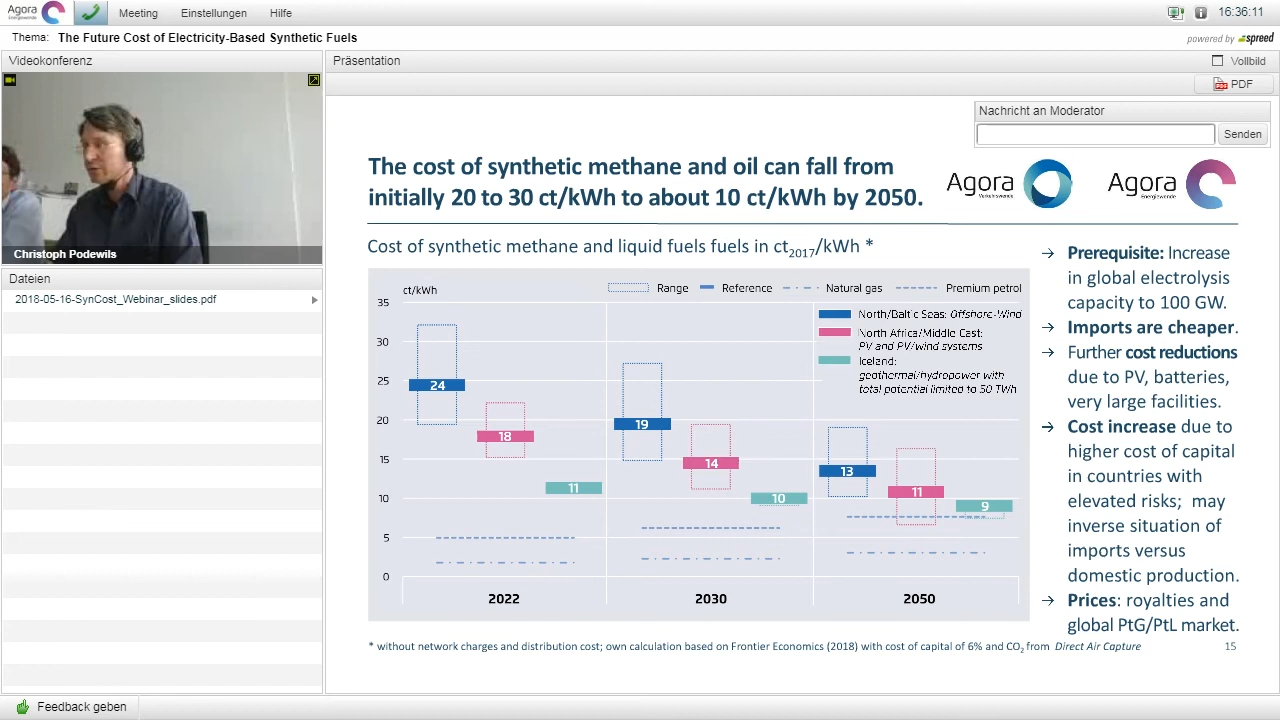 Agora
Energiewende
Meeting
Einstellungen
Hilfe
16:36:11
Thema: The Future Cost of Electricity-Based Synthetic Fuels
powered by spreed
Videokonferenz
Christoph Podewils
Dateien
2018-05-16-SynCost_Webinar_slides.pdf
Präsentation
Vollbild
PDF
Nachricht an Moderator
Senden
The cost of synthetic methane and oil can fall from
initially 20 to 30 ct/kWh to about 10 ct/kWh by 2050.
Agora
Verkehrswende
Agora
Energiewende
Cost of synthetic methane and liquid fuels fuels in ct2017/kWh *
ct/kWh
Range
Reference
Natural gas
Premium petrol
North/Baltic Seas: Offshore-Wind
North Africa/Middle East:
PV and PV/wind systems
Iceland:
geothermal/hydropower with
total potential limited to 50 TWh
35
30
25
20
15
10
5
0
24
18
11
19
14
10
13
11
9
2022
2030
2050
→ Prerequisite: Increase
in global electrolysis
capacity to 100 GW.
→ Imports are cheaper.
→ Further cost reductions
due to PV, batteries,
very large facilities.
→ Cost increase due to
higher cost of capital
in countries with
elevated risks; may
inverse situation of
imports versus
domestic production.
→ Prices: royalties and
global PtG/PtL market.
* without network charges and distribution cost; own calculation based on Frontier Economics (2018) with cost of capital of 6% and CO2 from Direct Air Capture
15
Feedback geben